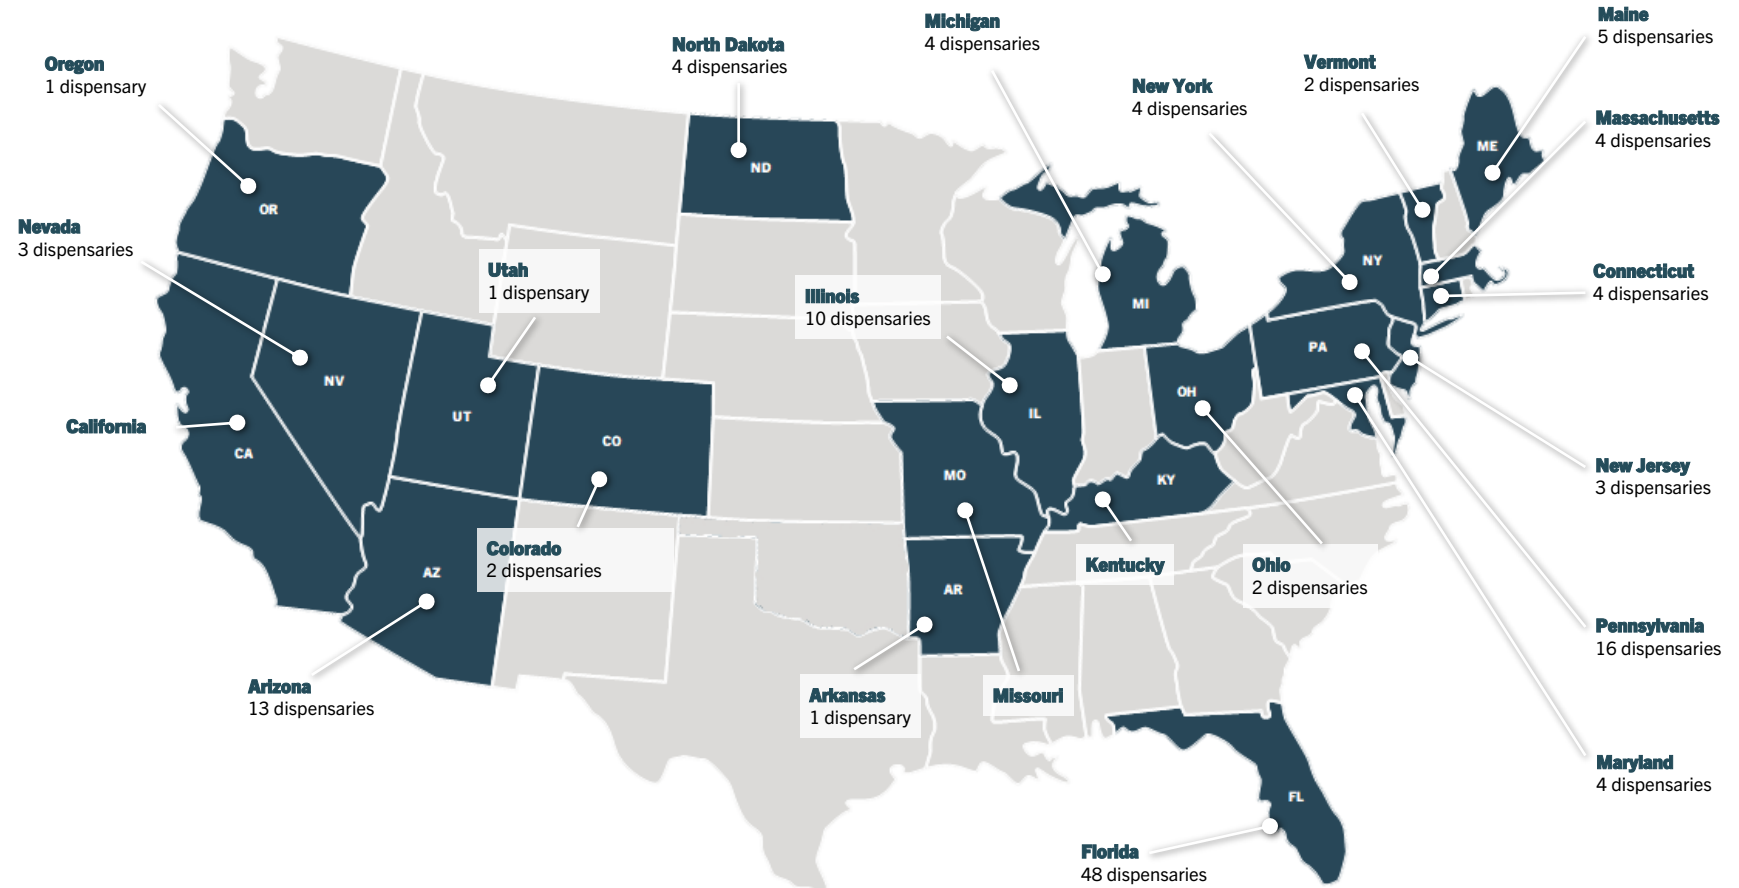 Michigan
4 dispensaries
Maine
5 dispensaries
North Dakota
4 dispensaries
Oregon
1 dispensary
Vermont
2 dispensaries
New York
4 dispensaries
Massachusetts
4 dispensaries
ME
ND
OR
Nevada
3 dispensaries
NY
Utah
1 dispensary
Connecticut
4 dispensaries
Illinois
10 dispensaries
MI
PA
NV
OH
UT
IL
California
CO
CA
MO
KY
New Jersey
3 dispensaries
Colorado
2 dispensaries
Kentucky
Ohio
2 dispensaries
AZ
AR
Pennsylvania
16 dispensaries
Arizona
13 dispensaries
Arkansas
1 dispensary
Missouri
Maryland
4 dispensaries
FL
Florida
48 dispensaries